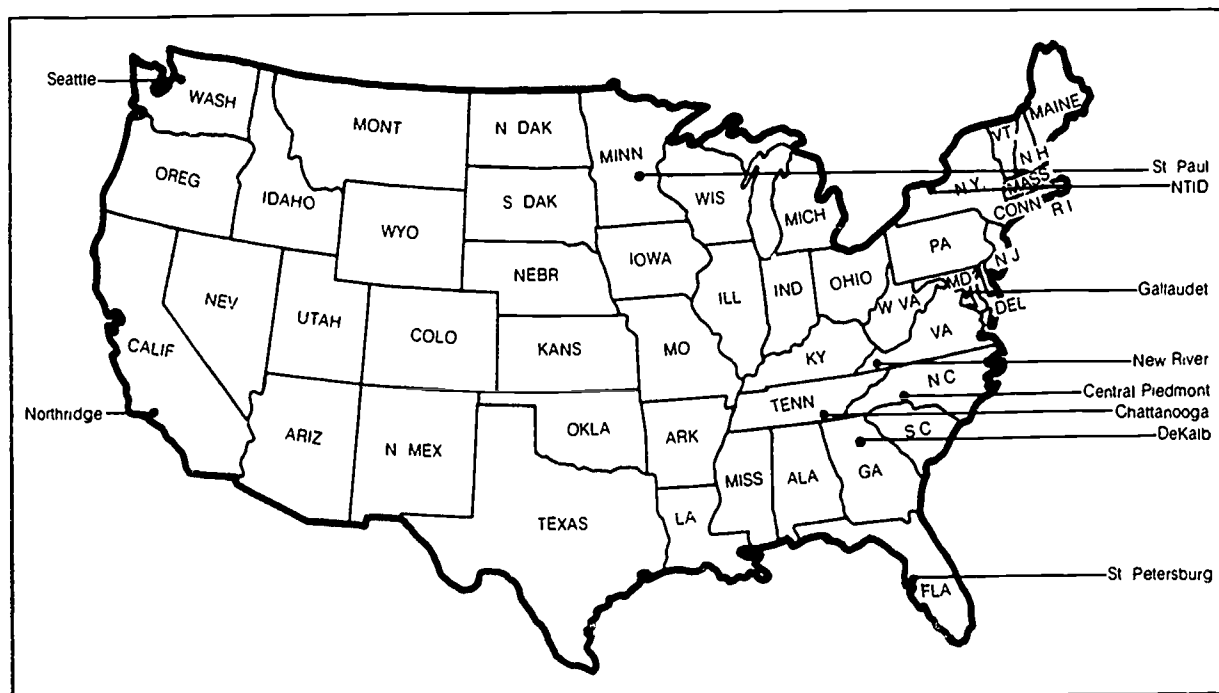 Seattle
WASH
MONT
N DAK
MINN
VT
MAINE
N H
St Paul
OREG
IDAHO
S DAK
WIS
MICH
N.Y.
MASS
NTID
CONN
R I
WYO
IOWA
PA
N J
NEBR
NEV
UTAH
COLO
ILL
IND
OHIO
W VA
MD
DEL
Gallaudet
CALIF
KANS
MO
KY
VA
New River
N C
Central Piedmont
Northridge
TENN
Chattanooga
ARIZ
N MEX
OKLA
ARK
S C
DeKalb
MISS
ALA
GA
TEXAS
LA
St Petersburg
FLA